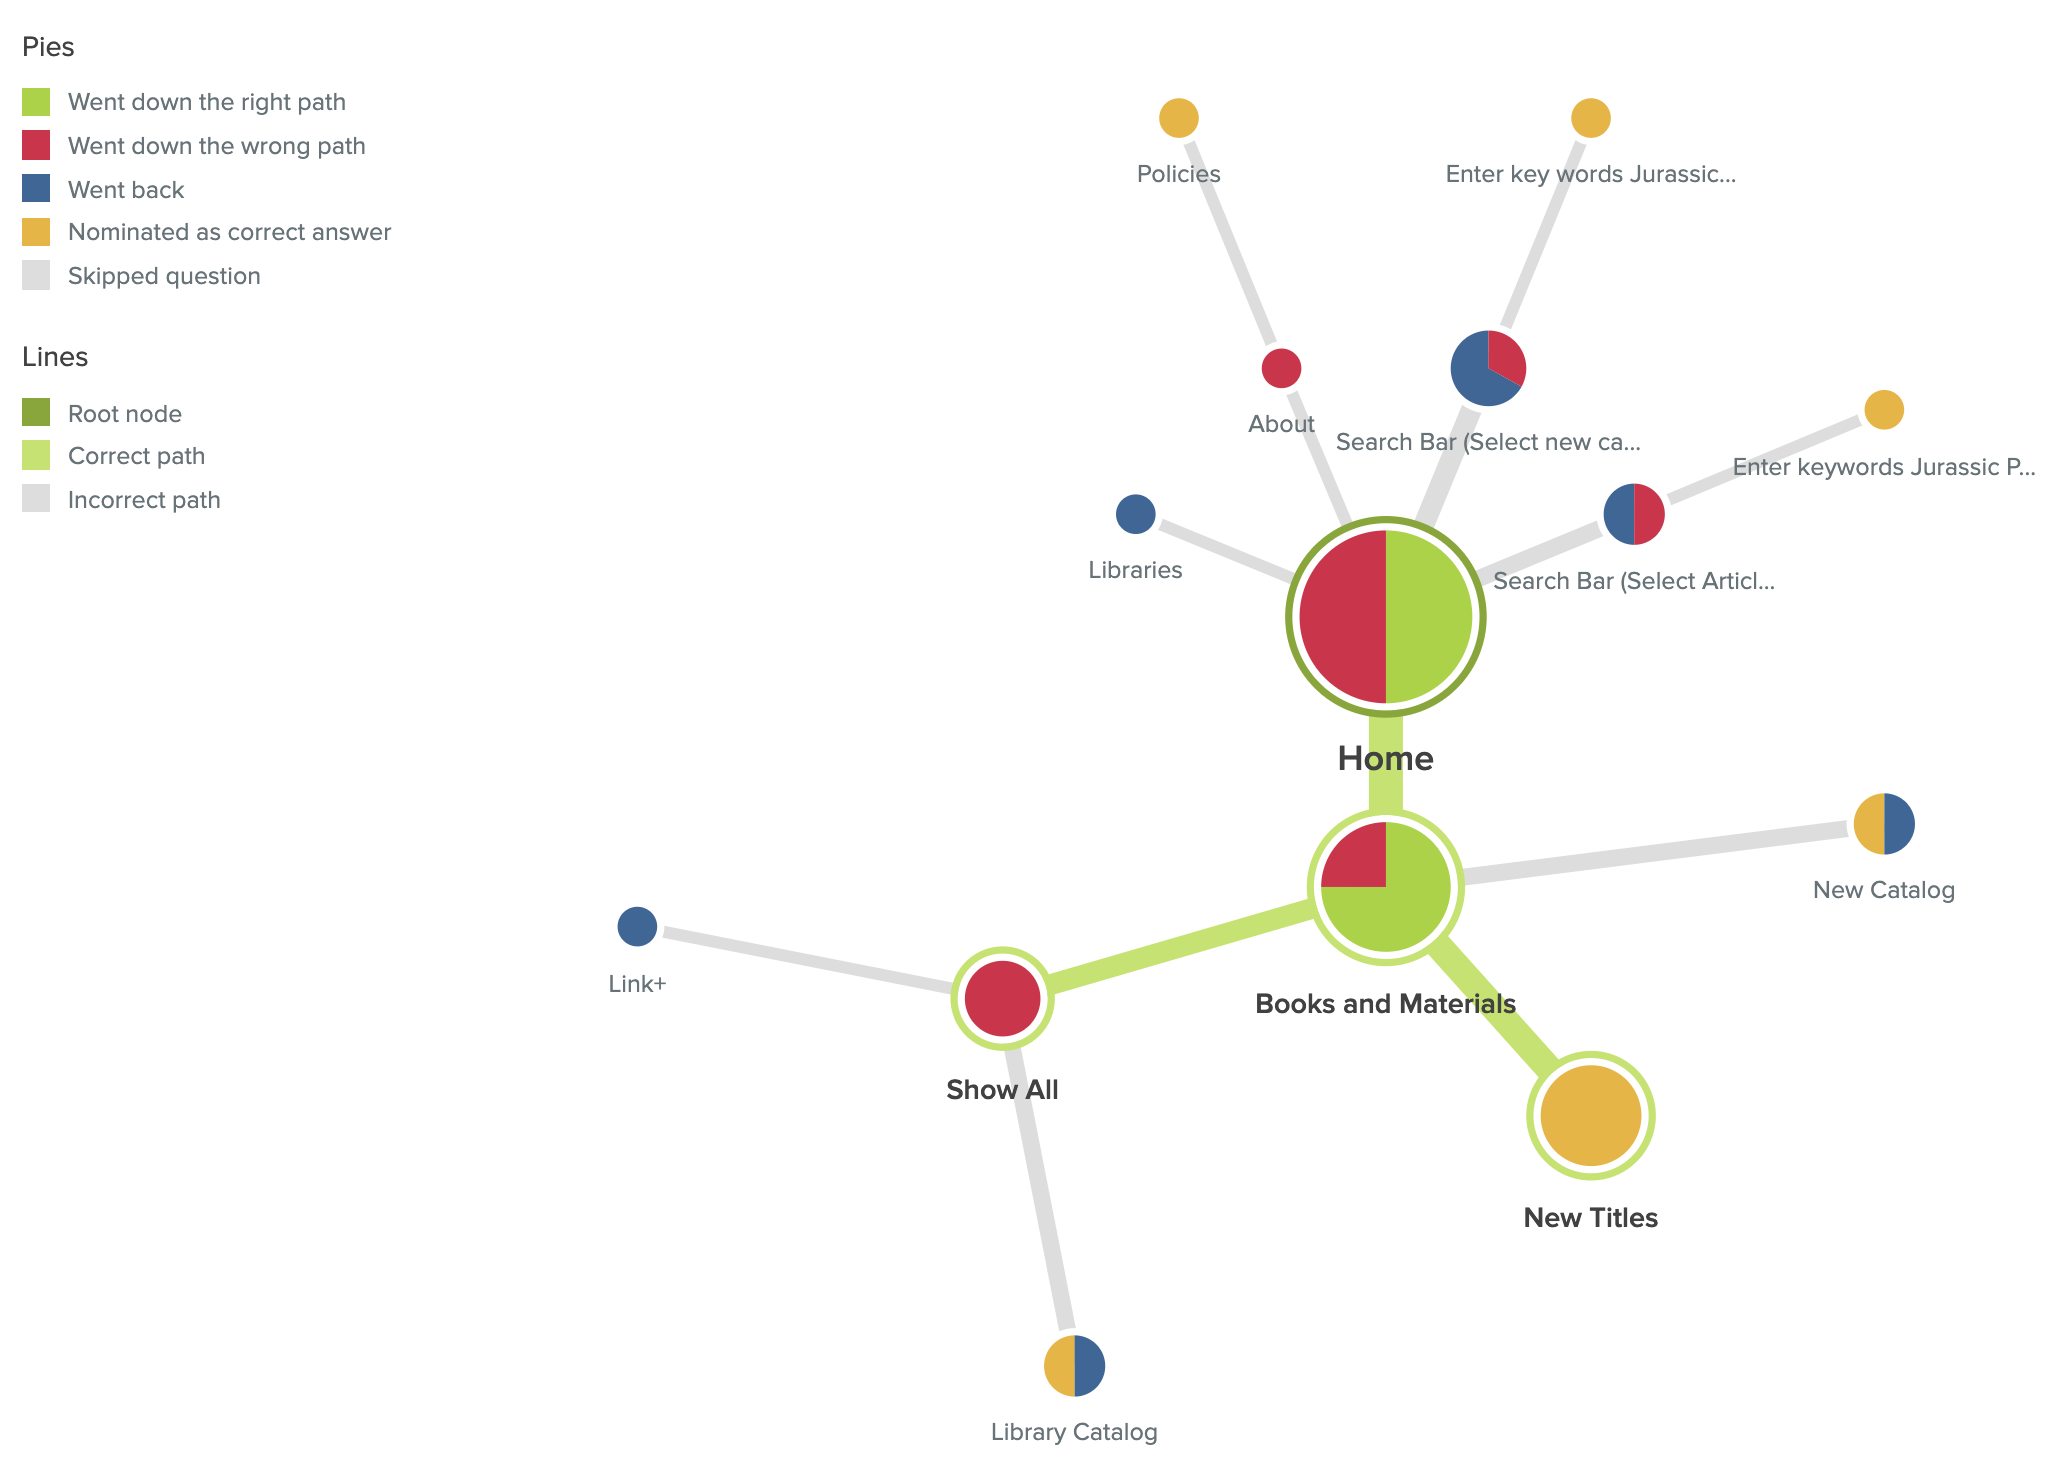 Pies
Went down the right path
Went down the wrong path
Went back
Nominated as correct answer
Skipped question
Lines
Root node
Correct path
Incorrect path
Policies
Enter key words Jurassic...
About
Search Bar (Select new ca...
Enter keywords Jurassic P...
Libraries
Search Bar (Select Articl...
Home
New Catalog
Link+
Books and Materials
Show All
New Titles
Library Catalog